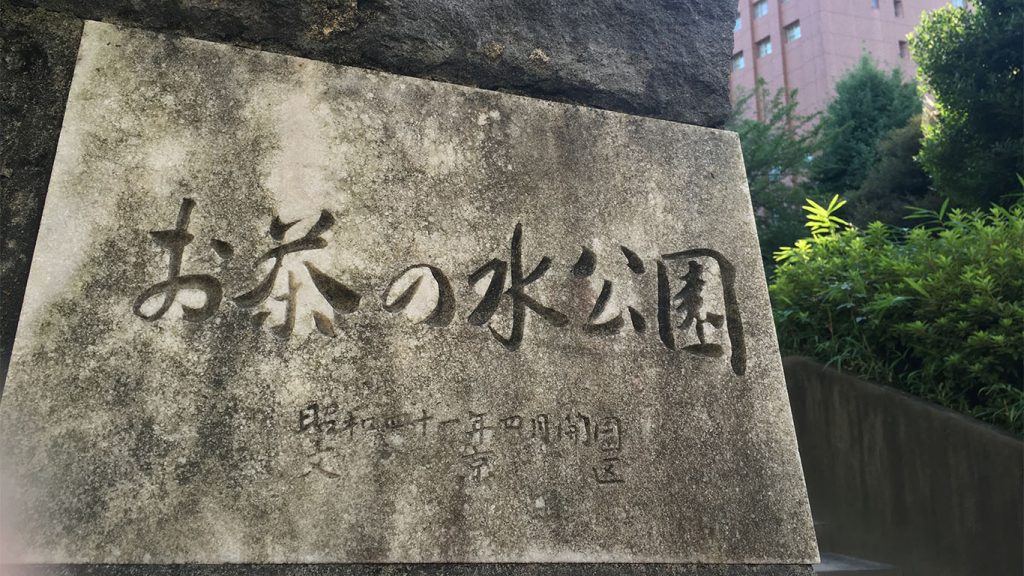 お茶の水公園
昭和四十一年四月開園
文京区